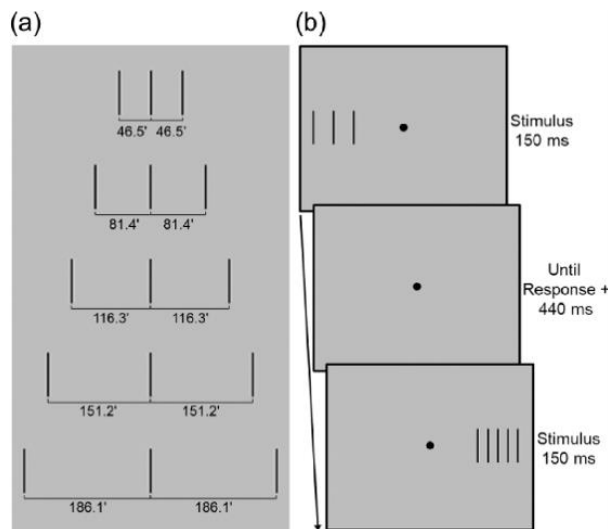 (a)
46.5' 46.5'
81.4' 81.4'
116.3' 116.3'
151.2' 151.2'
186.1' 186.1'
(b)
Stimulus
150 ms
Until
Response +
440 ms
Stimulus
150 ms